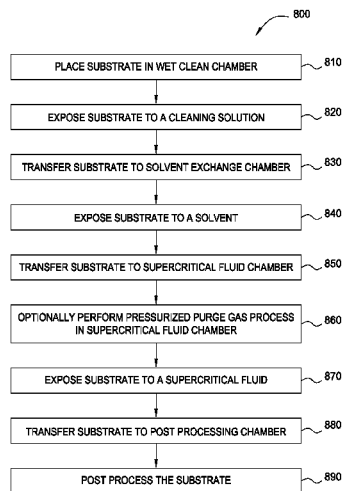 800
PLACE SUBSTRATE IN WET CLEAN CHAMBER 810
EXPOSE SUBSTRATE TO A CLEANING SOLUTION 820
TRANSFER SUBSTRATE TO SOLVENT EXCHANGE CHAMBER 830
EXPOSE SUBSTRATE TO A SOLVENT 840
TRANSFER SUBSTRATE TO SUPERCRITICAL FLUID CHAMBER 850
OPTIONALLY PERFORM PRESSURIZED PURGE GAS PROCESS
IN SUPERCRITICAL FLUID CHAMBER 860
EXPOSE SUBSTRATE TO A SUPERCRITICAL FLUID 870
TRANSFER SUBSTRATE TO POST PROCESSING CHAMBER 880
POST PROCESS THE SUBSTRATE 890